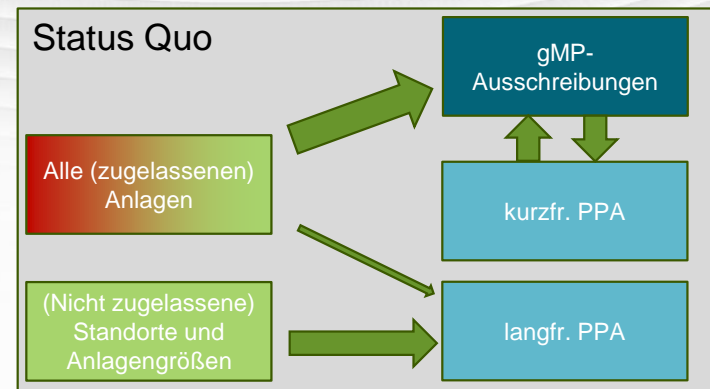 Status Quo
gMP-
Ausschreibungen
Alle (zugelassenen)
Anlagen
kurzfr. PPA
(Nicht zugelassene)
Standorte und
Anlagengrößen
langfr. PPA